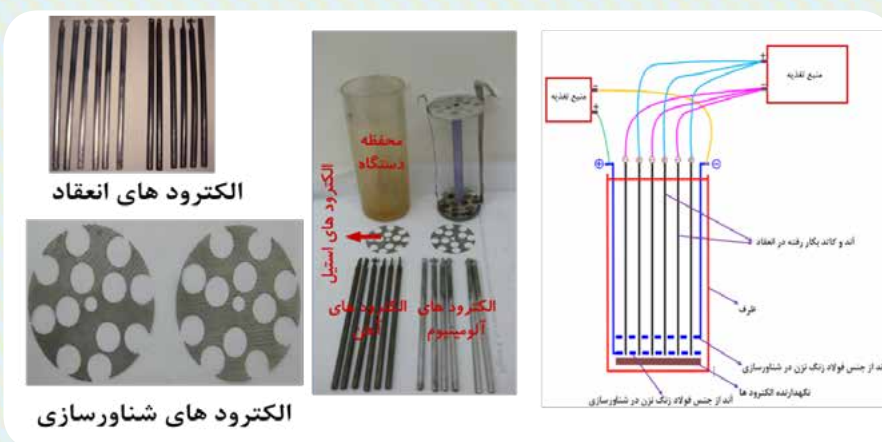 الکترود های انعقاد
الکترود های شناورسازی
محفظه
دستگاه
الکترود های استیل
الکترود های
آهن
الکترود های
آلومینیوم
منبع تغذیه
منبع تغذیه
+
−
+
⊕
⊖
آند و کاتد بکار رفته در انعقاد
ظرف
ند از جنس فولاد زنگ نزن در شناورسازی
نگهدارنده الکترود ها
آند از جنس فولاد زنگ نزن در شناورسازی